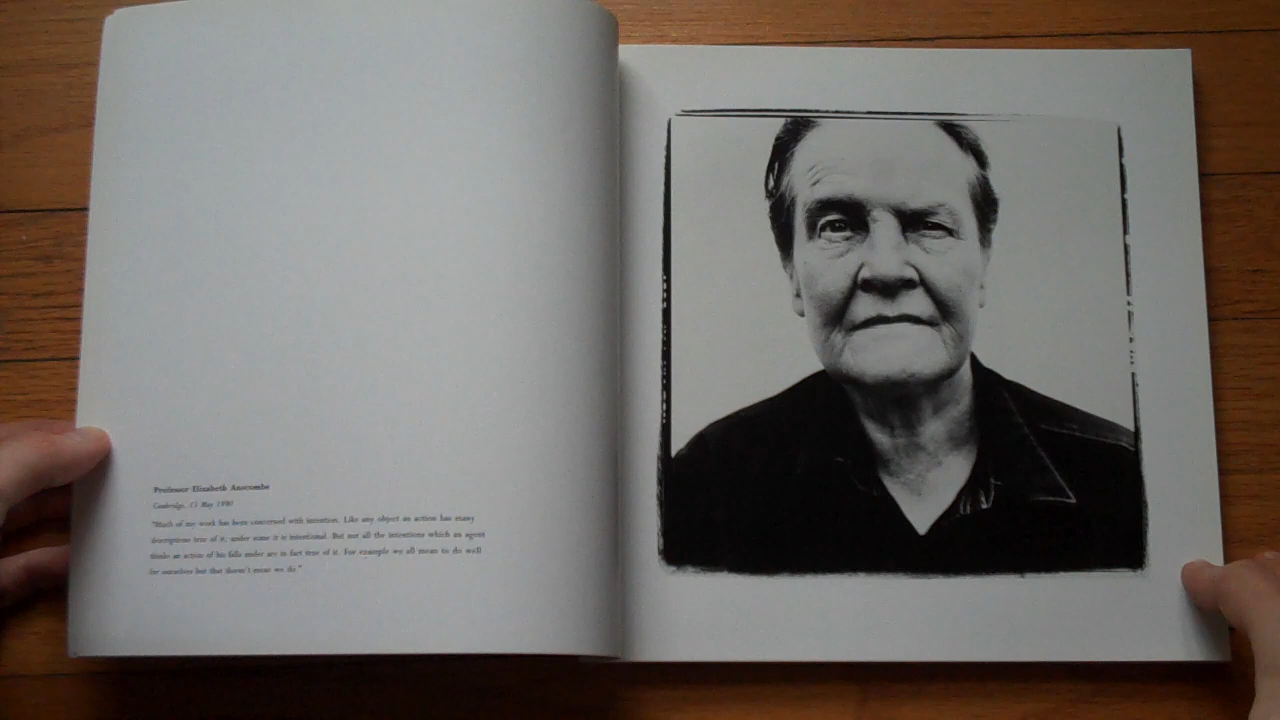 Professor Elizabeth Anscombe
Cambridge, 13 May 1990
"Much of my work has been concerned with intention. Like any object an action has many
descriptions true of it; under some it is intentional. But not all the intentions which an agent
thinks an action of his falls under are in fact true of it. For example we all mean to do well
for ourselves but that doesn't mean we do."